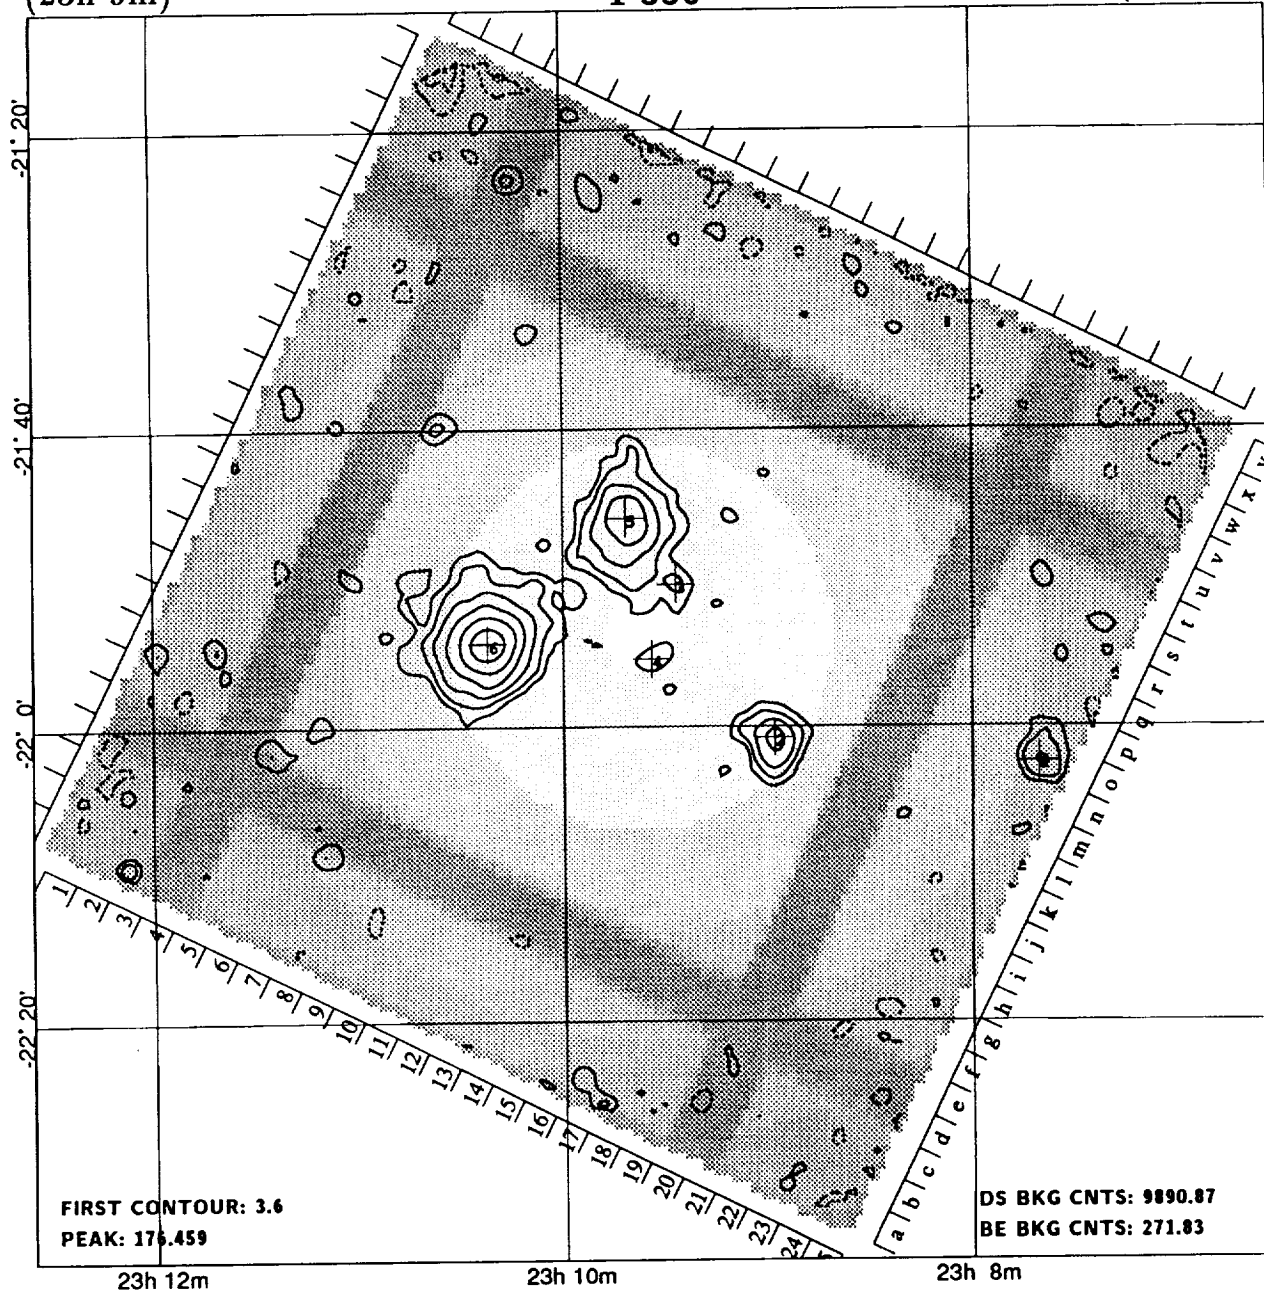 -21° 20'
-21° 40'
-22° 0'
-22° 20'
1 2 3 4 5 6 7 8 9 10 11 12 13 14 15 16 17 18 19 20 21 22 23 24
a b c d e f g h i j k l m n o p q r s t u v w x y
FIRST CONTOUR: 3.6
PEAK: 176.459
DS BKG CNTS: 9890.87
BE BKG CNTS: 271.83
23h 12m
23h 10m
23h 8m